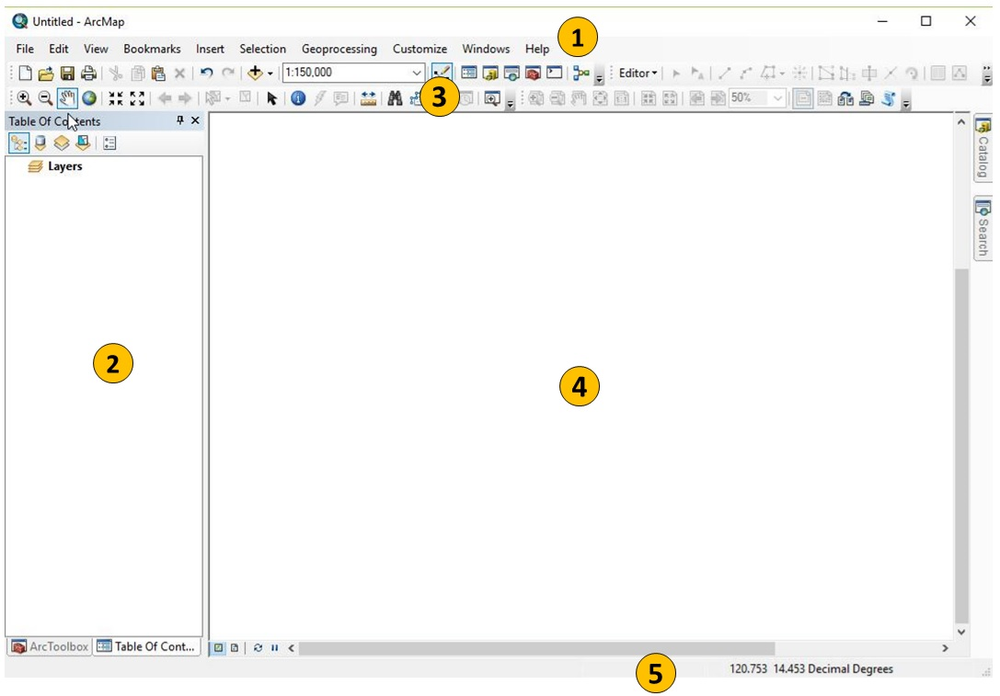 Untitled - ArcMap
File Edit View Bookmarks Insert Selection Geoprocessing Customize Windows Help
1
1:150,000
Editor
3
50%
Table Of Contents
Layers
Catalog
Search
2
4
ArcToolbox
Table Of Cont...
5
120.753 14.453 Decimal Degrees